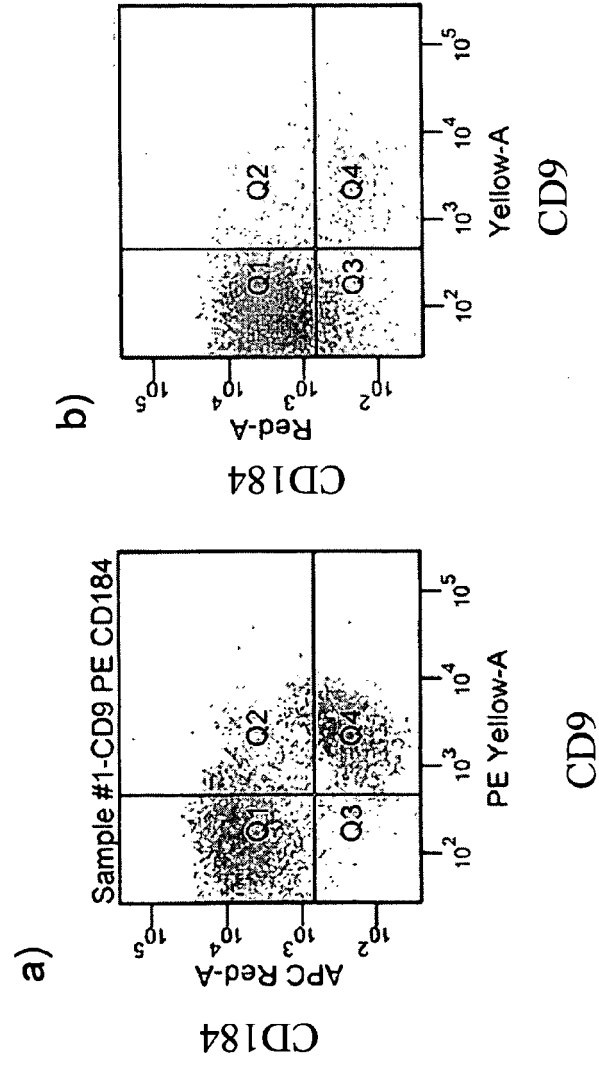 a)
Sample #1-CD9 PE CD184
CD184
APC Red-A
10^5
10^4
10^3
10^2
Q1
Q2
Q3
Q4
10^2
10^3
10^4
10^5
PE Yellow-A
CD9
b)
CD184
Red-A
10^5
10^4
10^3
10^2
Q1
Q2
Q3
Q4
10^2
10^3
10^4
10^5
Yellow-A
CD9